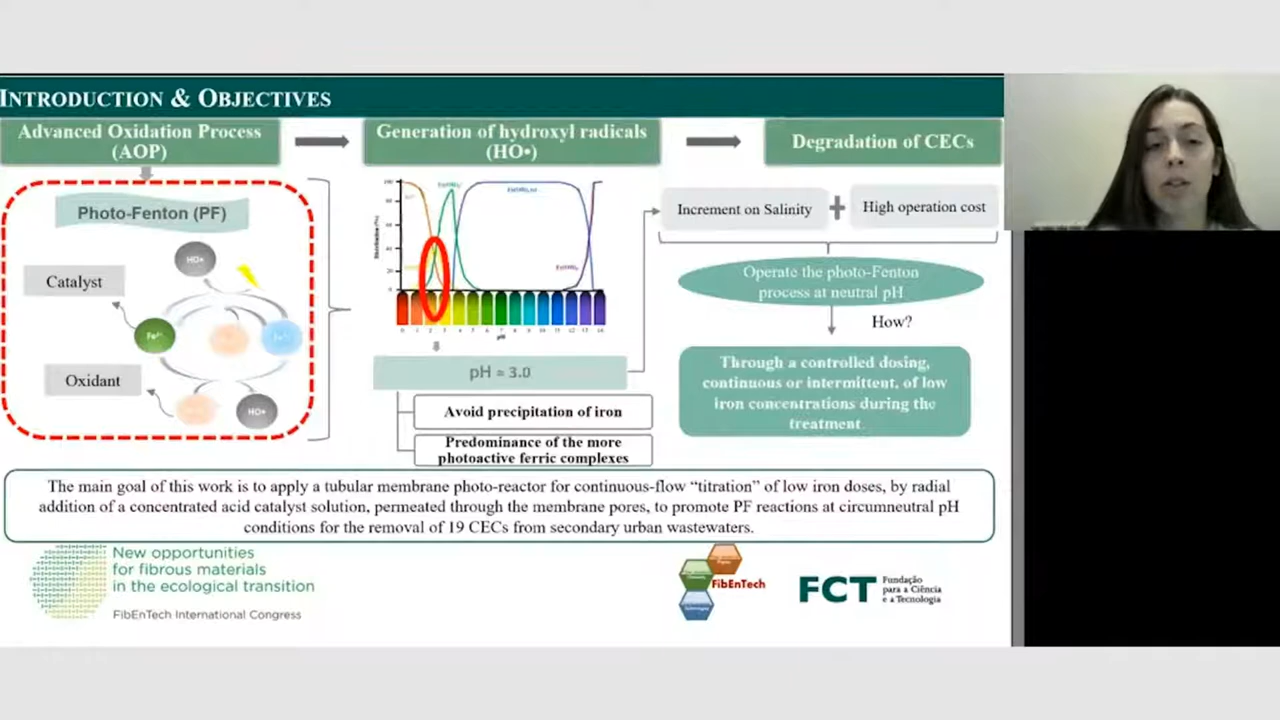 INTRODUCTION & OBJECTIVES
Advanced Oxidation Process
(AOP)
Generation of hydroxyl radicals
(HO•)
Degradation of CECs
Photo-Fenton (PF)
Catalyst
Oxidant
HO•
HO•
pH
pH = 3.0
Avoid precipitation of iron
Predominance of the more
photoactive ferric complexes
Increment on Salinity
+
High operation cost
Operate the photo-Fenton
process at neutral pH
How?
Through a controlled dosing,
continuous or intermittent, of low
iron concentrations during the
treatment.
The main goal of this work is to apply a tubular membrane photo-reactor for continuous-flow “titration” of low iron doses, by radial
addition of a concentrated acid catalyst solution, permeated through the membrane pores, to promote PF reactions at circumneutral pH
conditions for the removal of 19 CECs from secondary urban wastewaters.
New opportunities
for fibrous materials
in the ecological transition
FibEnTech International Congress
FibEnTech
FCT
Fundação
para a Ciência
e a Tecnologia